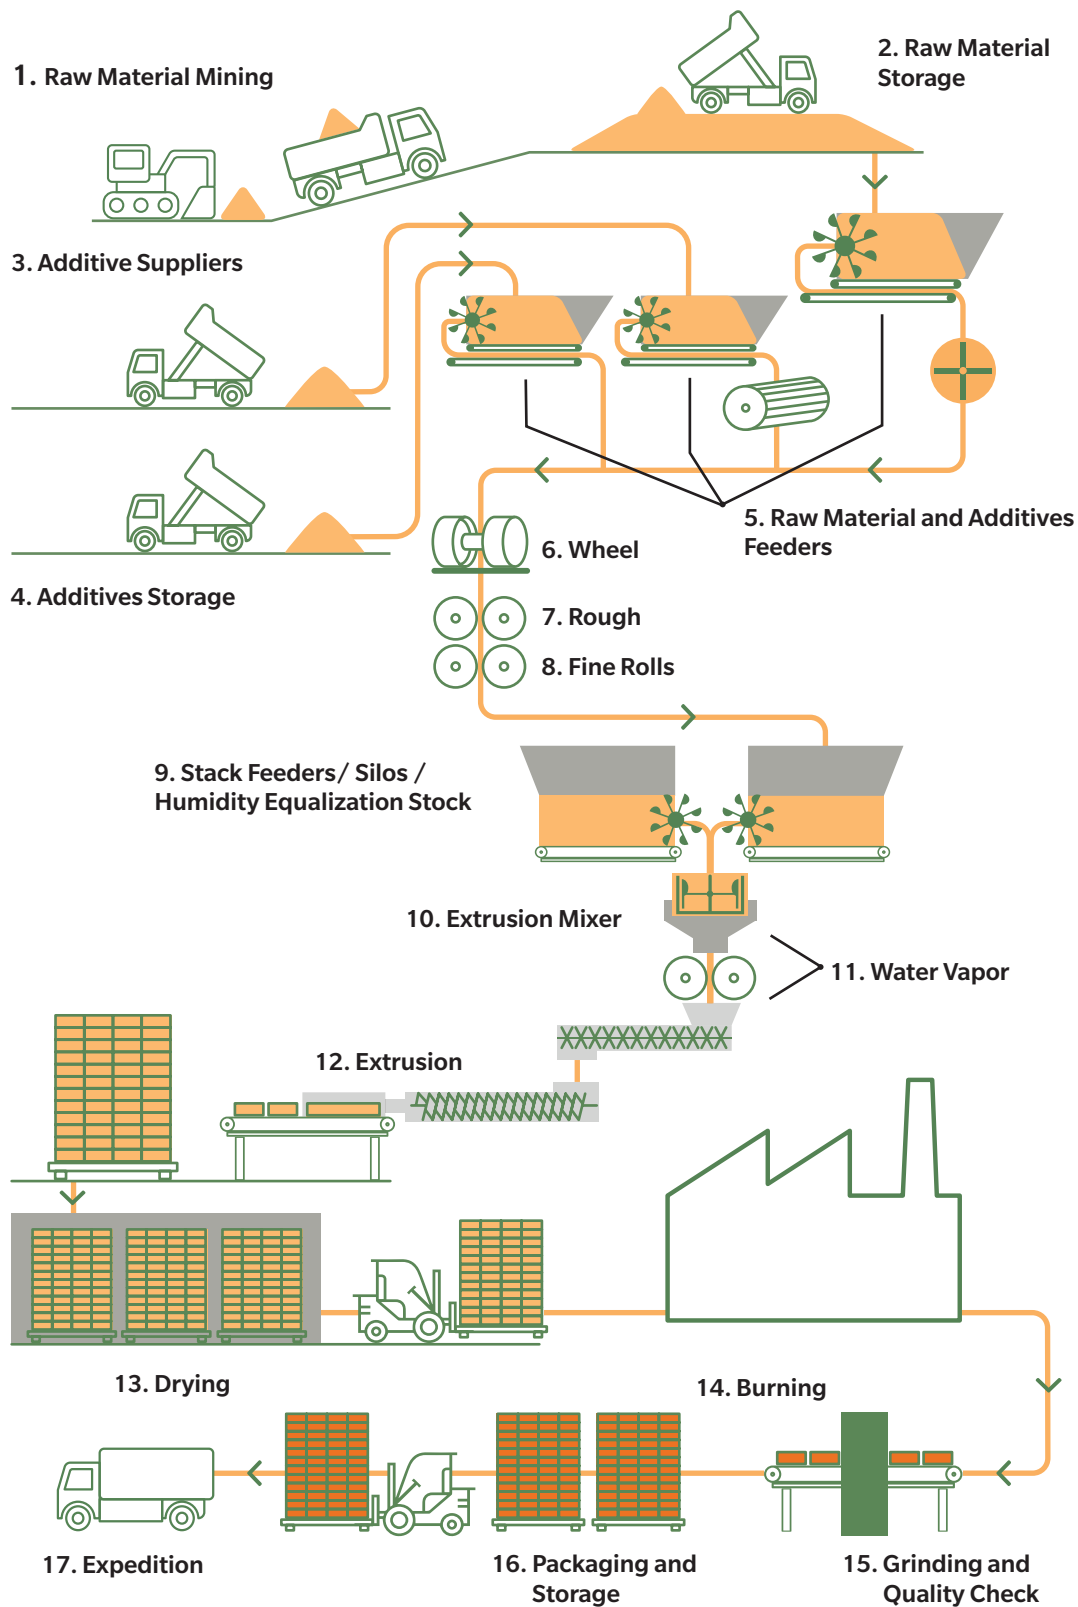 1. Raw Material Mining
2. Raw Material
Storage
3. Additive Suppliers
4. Additives Storage
5. Raw Material and Additives
Feeders
6. Wheel
7. Rough
8. Fine Rolls
9. Stack Feeders/ Silos /
Humidity Equalization Stock
10. Extrusion Mixer
11. Water Vapor
12. Extrusion
13. Drying
14. Burning
15. Grinding and
Quality Check
16. Packaging and
Storage
17. Expedition